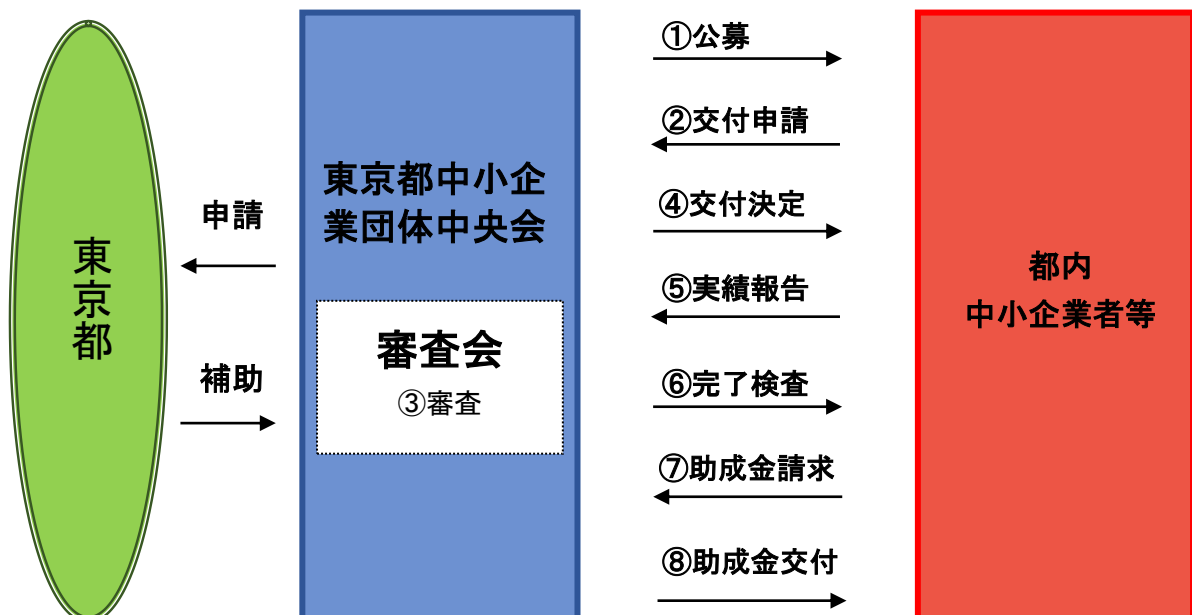 東京都
申請
補助
東京都中小企
業団体中央会
審査会
③審査
①公募
②交付申請
④交付決定
⑤実績報告
⑥完了検査
⑦助成金請求
⑧助成金交付
都内
中小企業者等